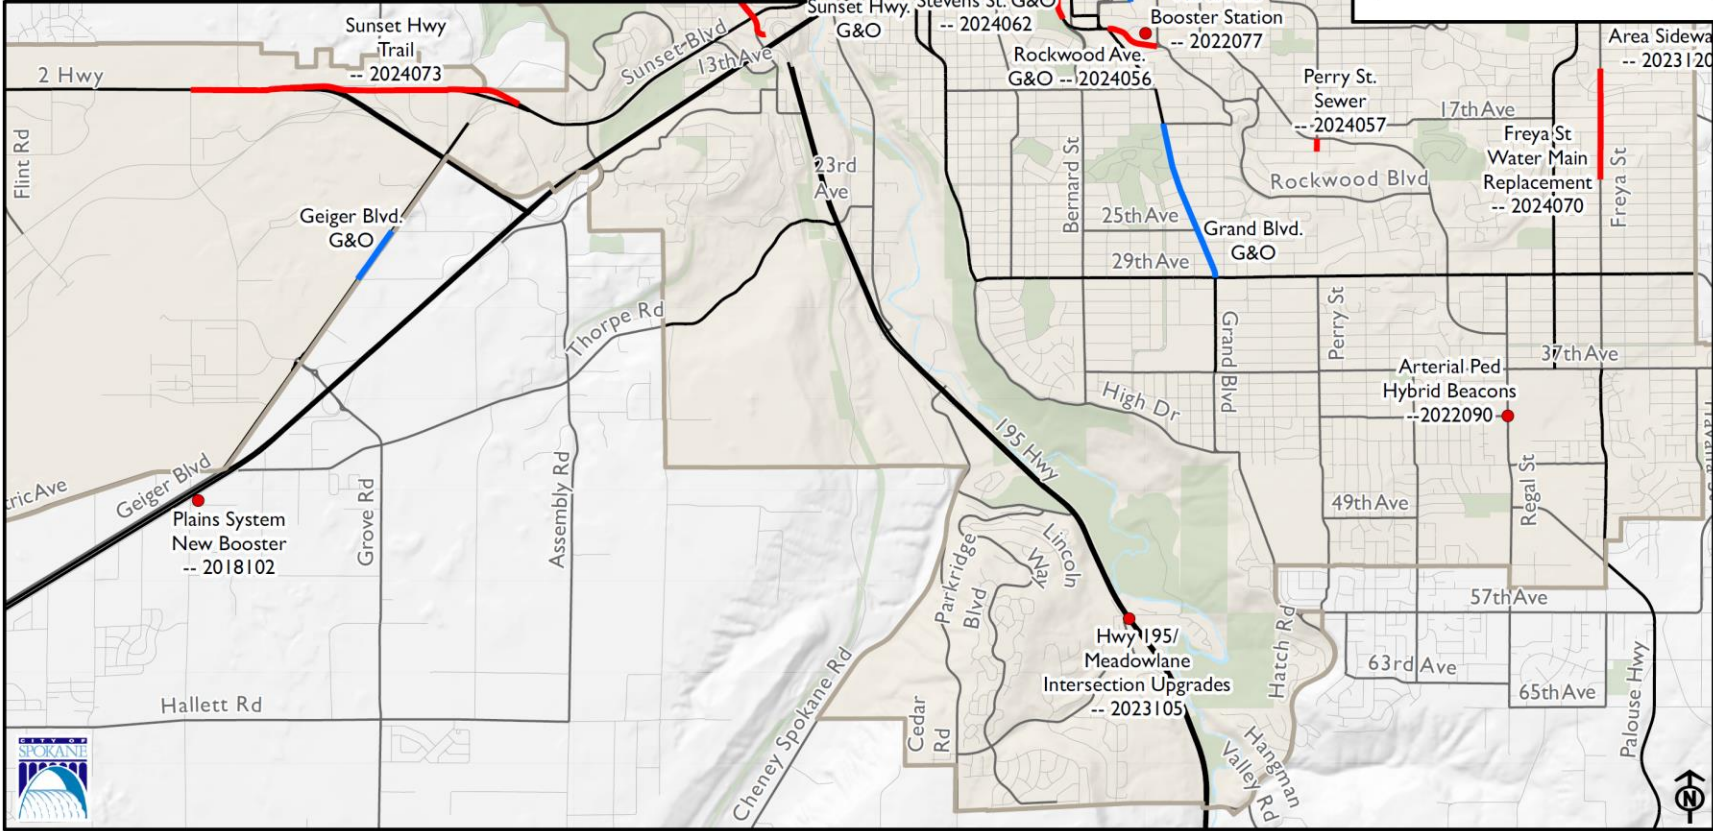 Sunset Hwy
Trail
-- 2024073
Sunset Hwy.
G&O
Stevens St. G&O
-- 2024062
Booster Station
-- 2022077
Rockwood Ave.
G&O -- 2024056
Area Sidewa
-- 2023120
Perry St.
Sewer
-- 2024057
Freya St
Water Main
Replacement
-- 2024070
2 Hwy
Sunset Blvd
13th Ave
17th Ave
Flint Rd
23rd
Ave
Bernard St
Rockwood Blvd
Freya St
Geiger Blvd.
G&O
25th Ave
Grand Blvd.
G&O
29th Ave
Thorpe Rd
Grand Blvd
Perry St
37th Ave
Arterial Ped
Hybrid Beacons
--2022090
High Dr
195 Hwy
tric Ave
Geiger Blvd
Grove Rd
Assembly Rd
49th Ave
Regal St
Plains System
New Booster
-- 2018102
Lincoln
Way
Parkridge
Blvd
57th Ave
Hwy 195/
Meadowlane
Intersection Upgrades
-- 2023105
Hatch Rd
63rd Ave
65th Ave
Palouse Hwy
Hallett Rd
Cheney Spokane Rd
Cedar
Rd
Hangman
Valley Rd
CITY OF
SPOKANE
N